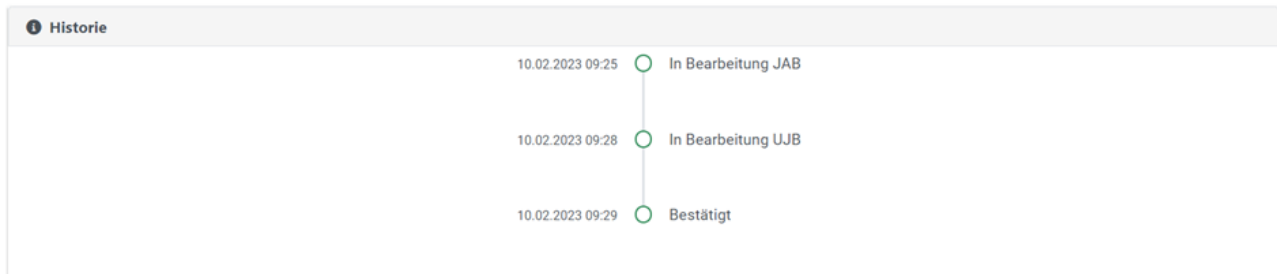 Historie
10.02.2023 09:25 In Bearbeitung JAB
10.02.2023 09:28 In Bearbeitung UJB
10.02.2023 09:29 Bestätigt